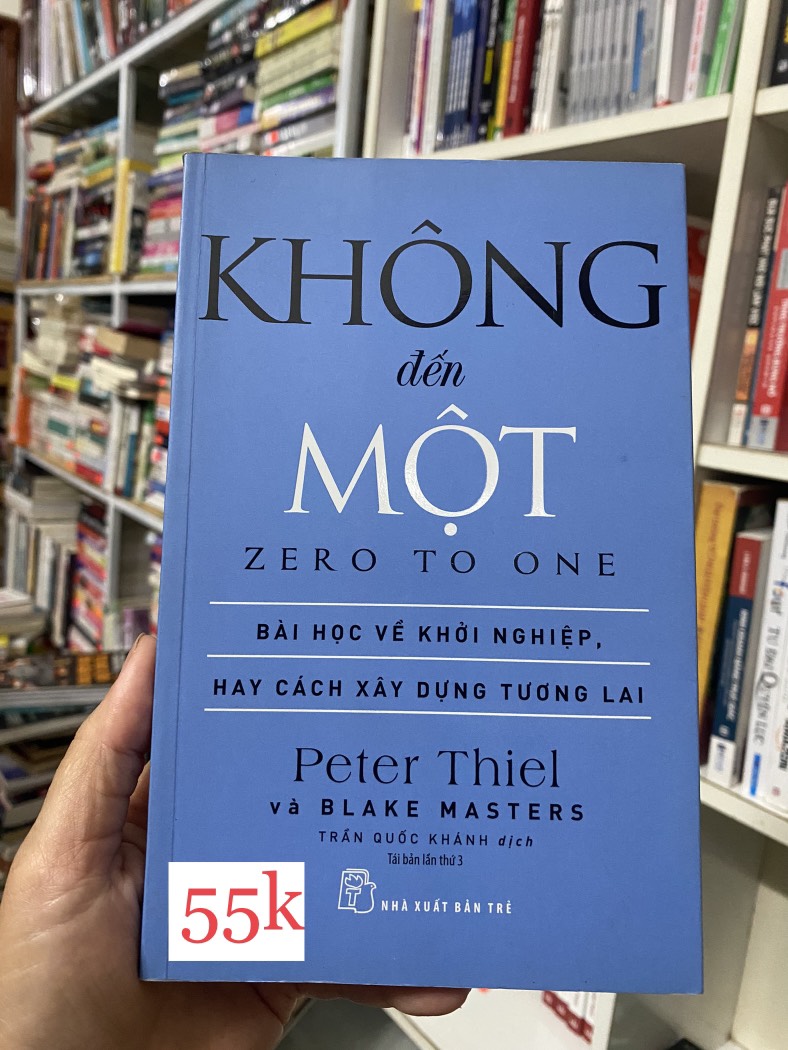 KHÔNG
đến
MỘT
ZERO TO ONE
BÀI HỌC VỀ KHỞI NGHIỆP,
HAY CÁCH XÂY DỰNG TƯƠNG LAI
Peter Thiel
và BLAKE MASTERS
TRẦN QUỐC KHÁNH dịch
Tái bản lần thứ 3
NHÀ XUẤT BẢN TRẺ
55k